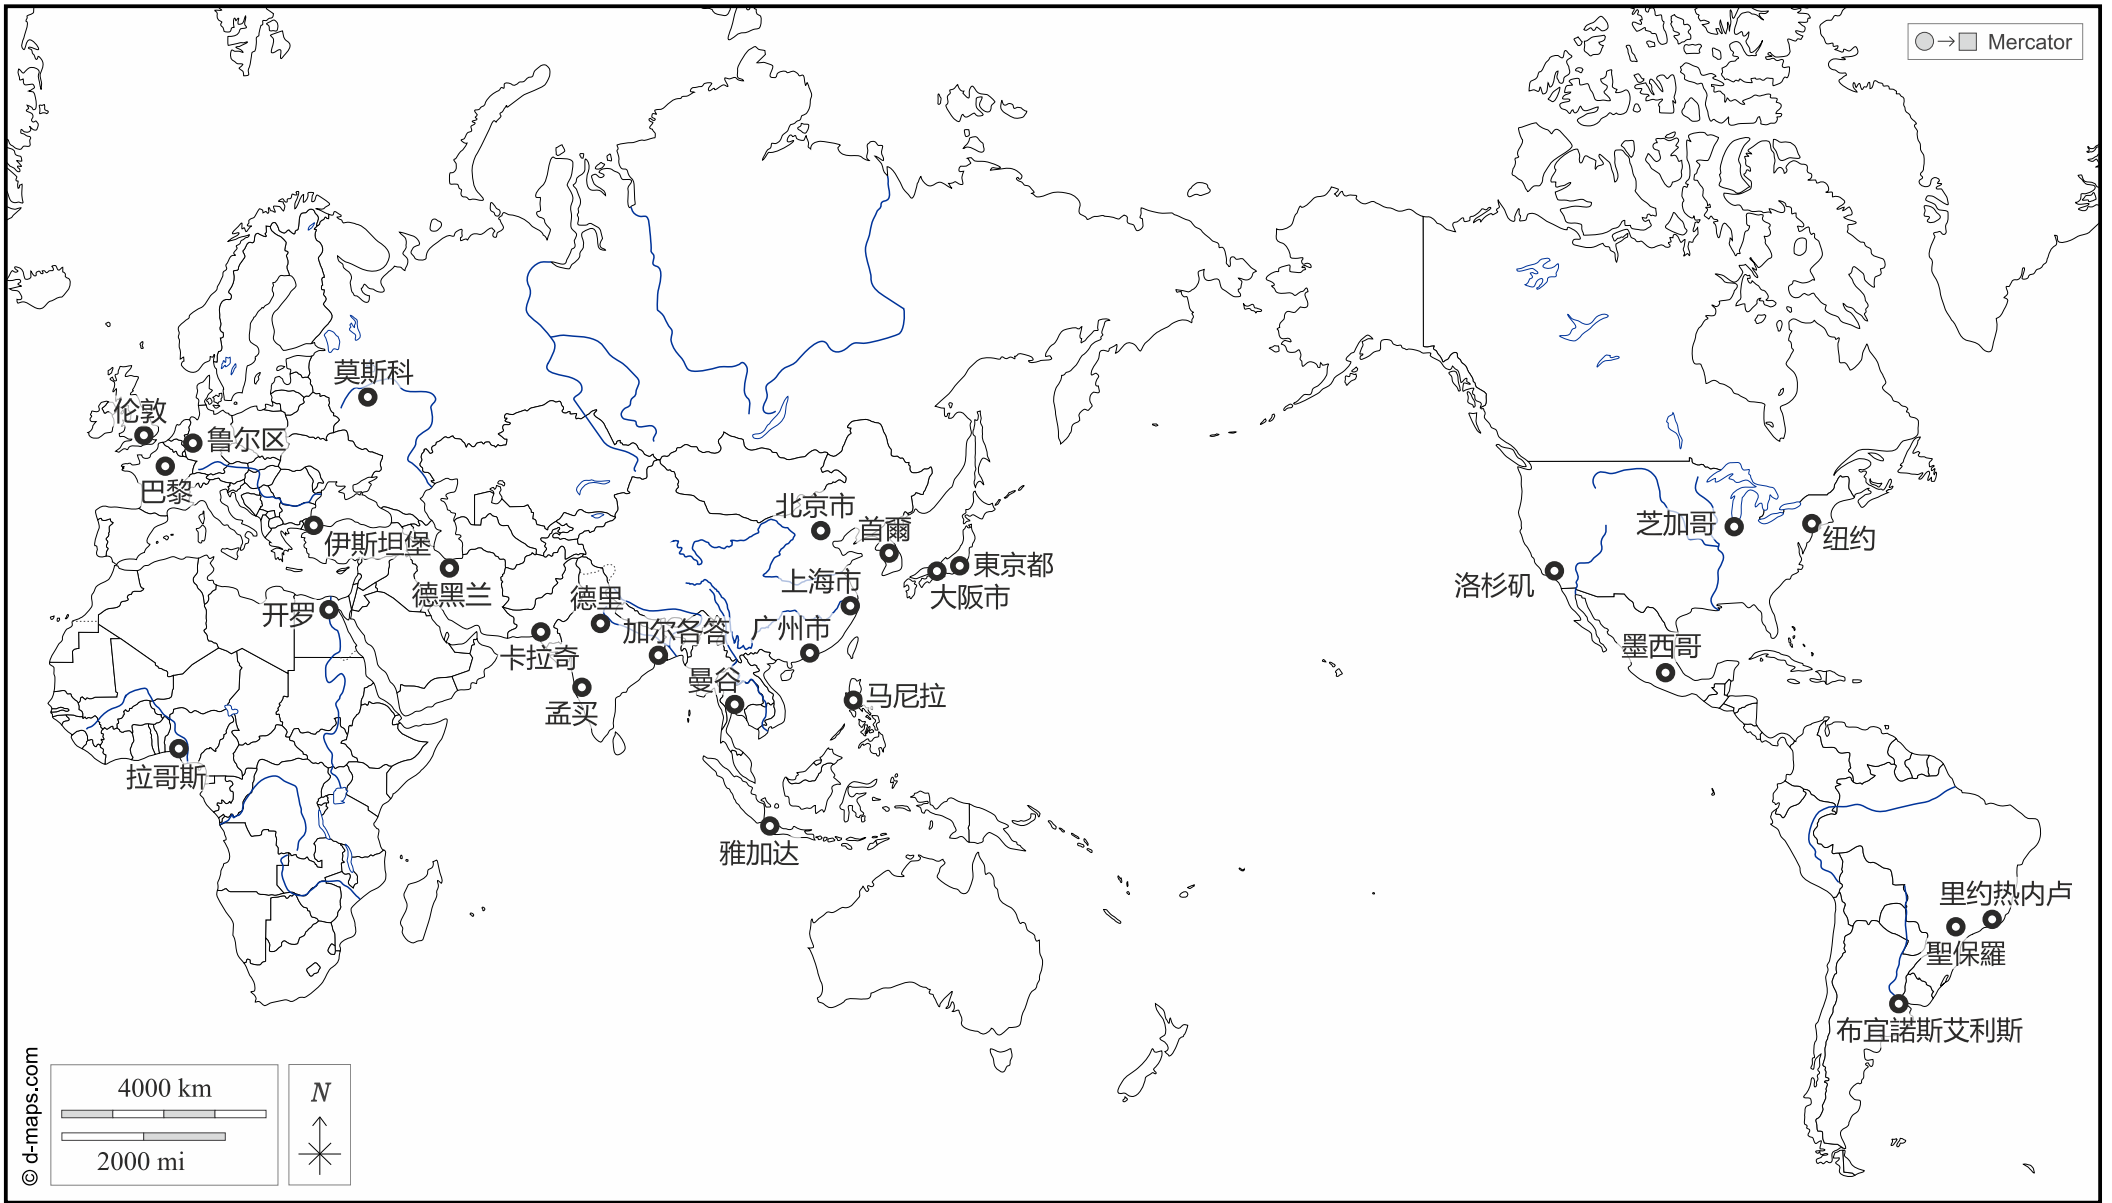 Mercator
莫斯科
伦敦
鲁尔区
巴黎
伊斯坦堡
北京市
首爾
芝加哥
纽约
東京都
大阪市
德黑兰
德里
上海市
洛杉矶
开罗
加尔各答
广州市
卡拉奇
墨西哥
曼谷
马尼拉
孟买
拉哥斯
雅加达
里约热内卢
聖保羅
布宜諾斯艾利斯
4000 km
2000 mi
N
© d-maps.com